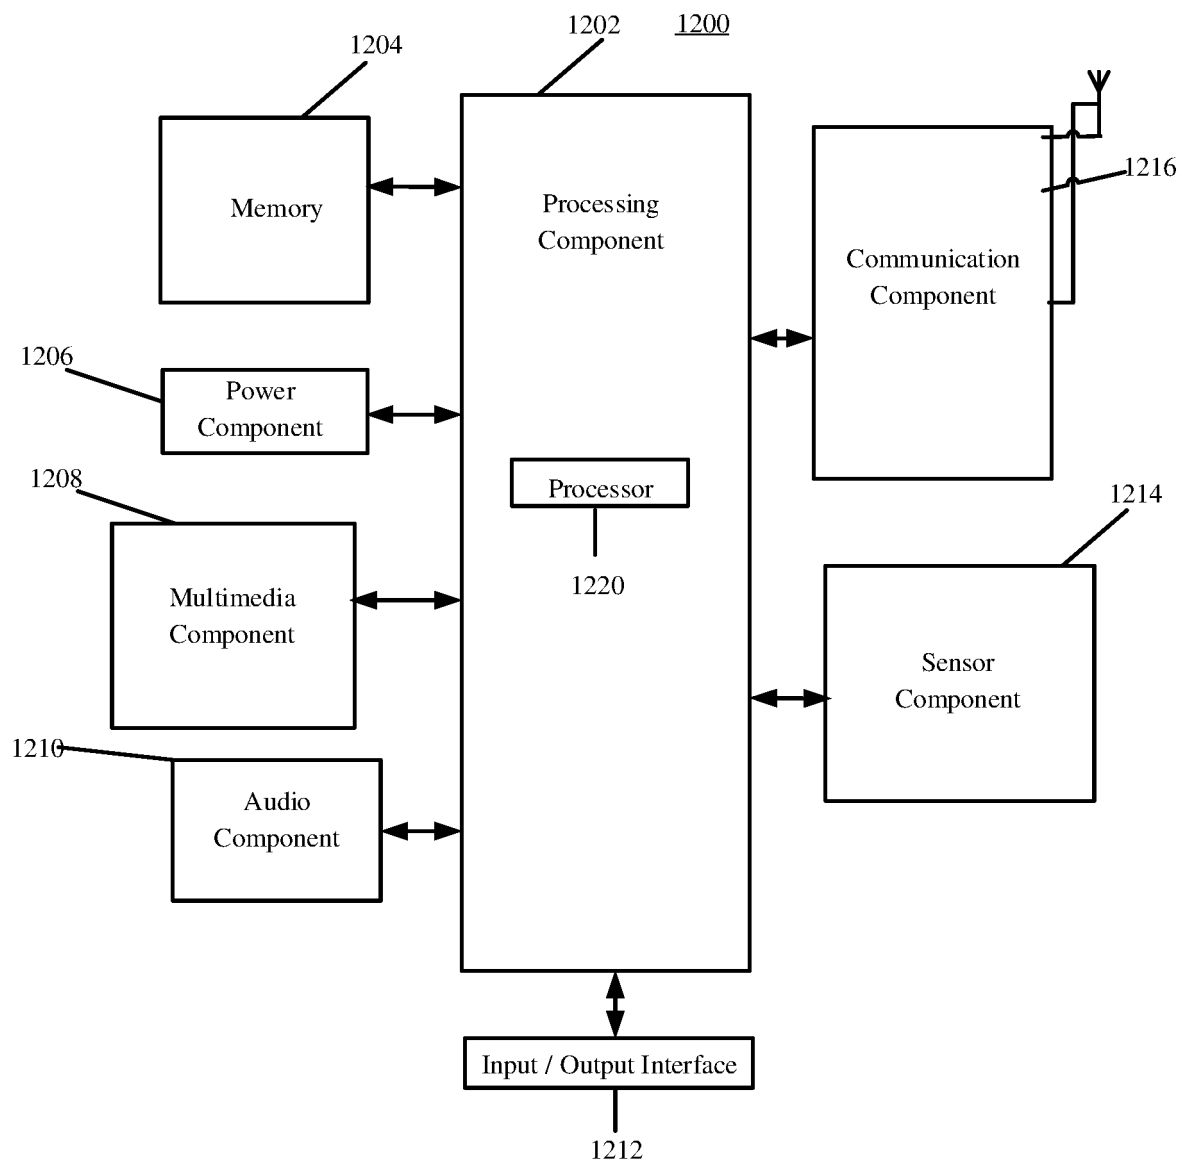 1202
1200
1204
Memory
Processing
Component
1216
Communication
Component
1206
Power
Component
1208
Processor
1220
1214
Multimedia
Component
Sensor
Component
1210
Audio
Component
Input / Output Interface
1212